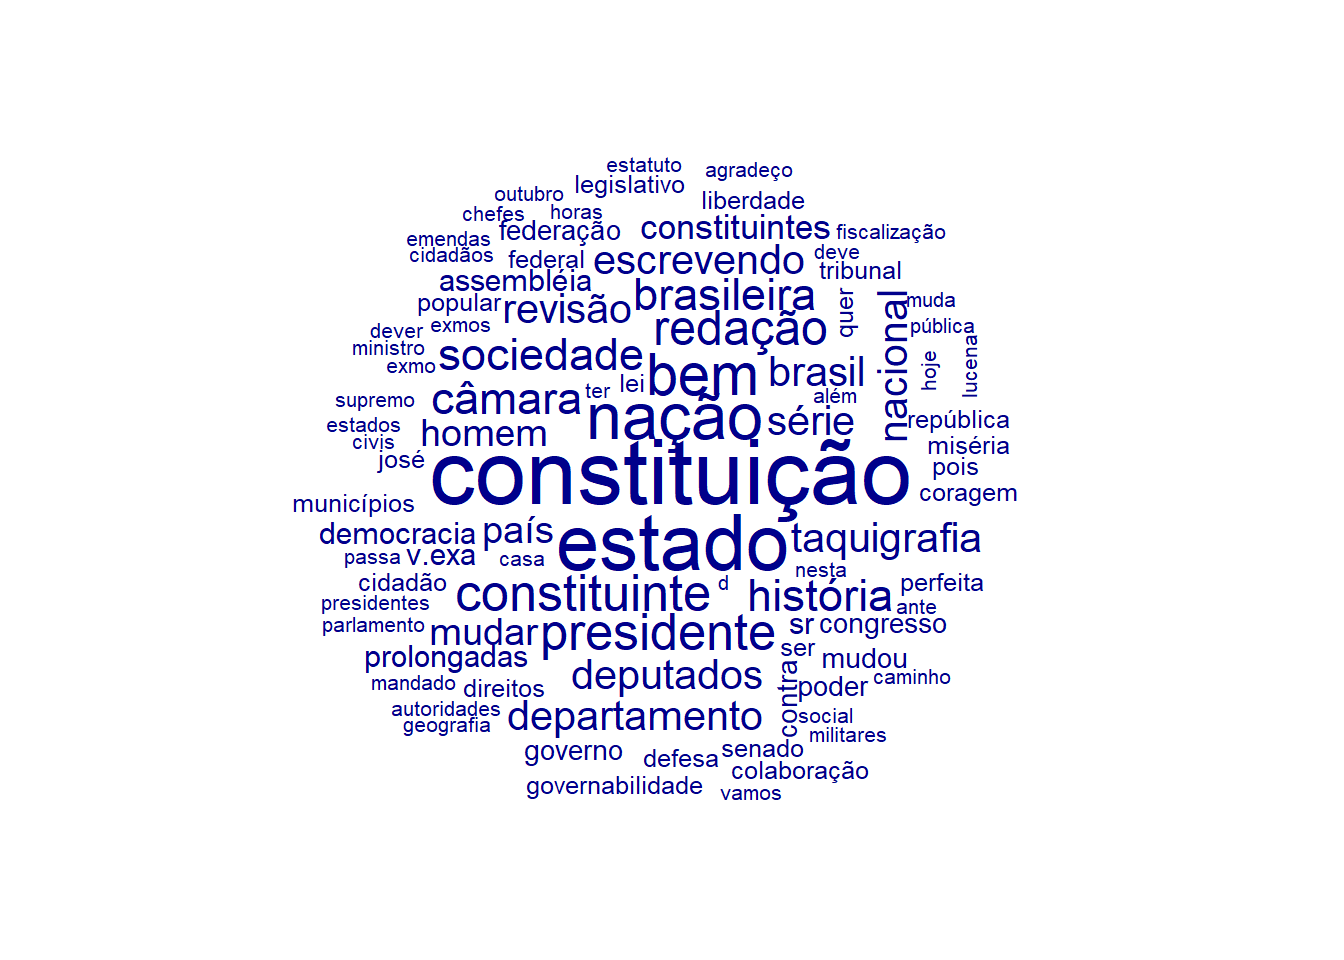 estatuto
agradeço
legislativo
outubro
liberdade
chefes
horas
federação
constituintes
fiscalização
emendas
cidadãos
federal
escrevendo
deve
tribunal
assembléia
brasileira
popular
revisão
quer
nacional
muda
exmos
redação
pública
dever
ministro
sociedade
exmo
bem
brasil
hoje
lucena
lei
ter
além
câmara
supremo
nação
série
república
estados
homem
civis
miséria
josé
constituição
pois
coragem
municípios
democracia
país
estado
taquigrafia
passa
v.exa
casa
nesta
cidadão
constituinte
d
história
perfeita
presidentes
ante
parlamento
mudar
presidente
sr
congresso
prolongadas
ser
mudou
mandado
direitos
deputados
contra
poder
caminho
autoridades
departamento
social
geografia
militares
governo
defesa
senado
colaboração
governabilidade
vamos